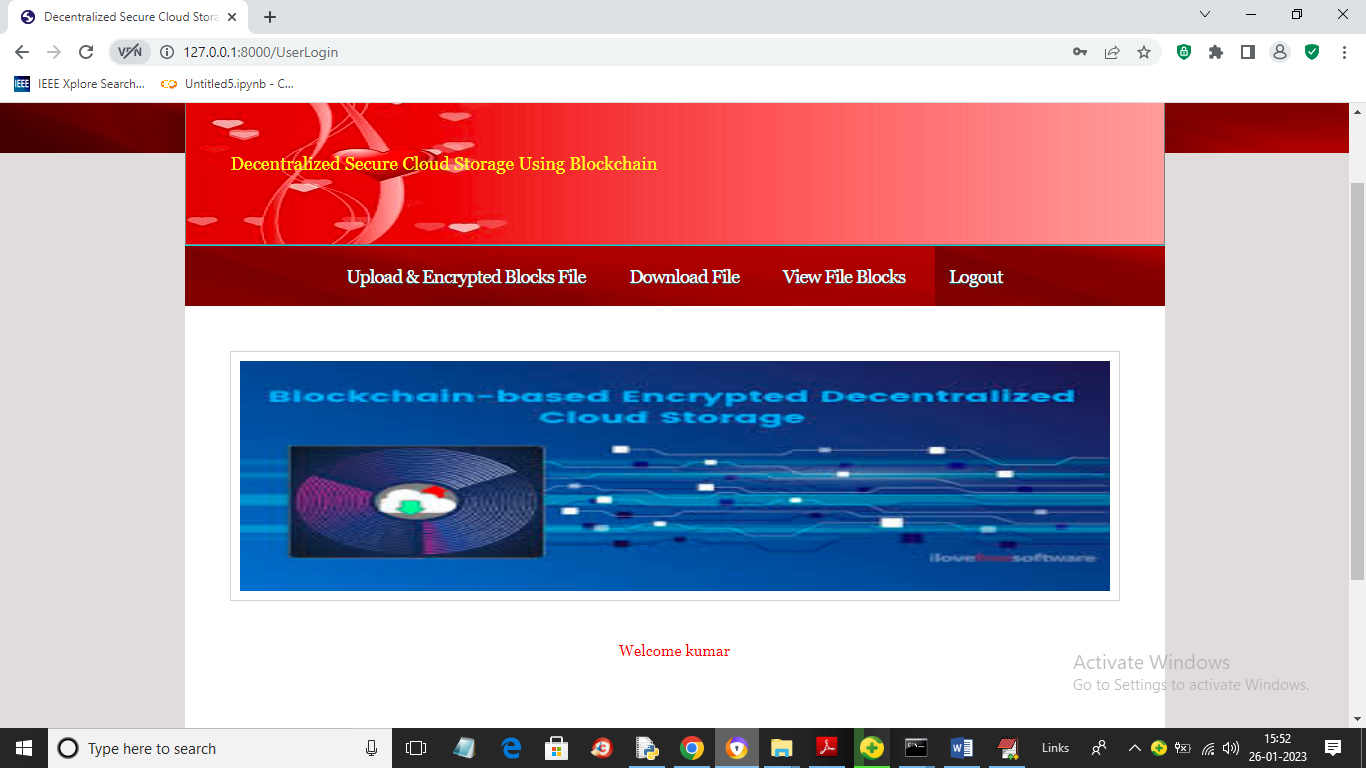 Decentralized Secure Cloud Stora
VPN
127.0.0.1:8000/UserLogin
IEEE
IEEE Xplore Search...
Untitled5.ipynb - C...
Decentralized Secure Cloud Storage Using Blockchain
Upload & Encrypted Blocks File
Download File
View File Blocks
Logout
Blockchain-based Encrypted Decentralized
Cloud Storage
Welcome kumar
Activate Windows
Go to Settings to activate Windows.
Type here to search
Links
15:52
26-01-2023